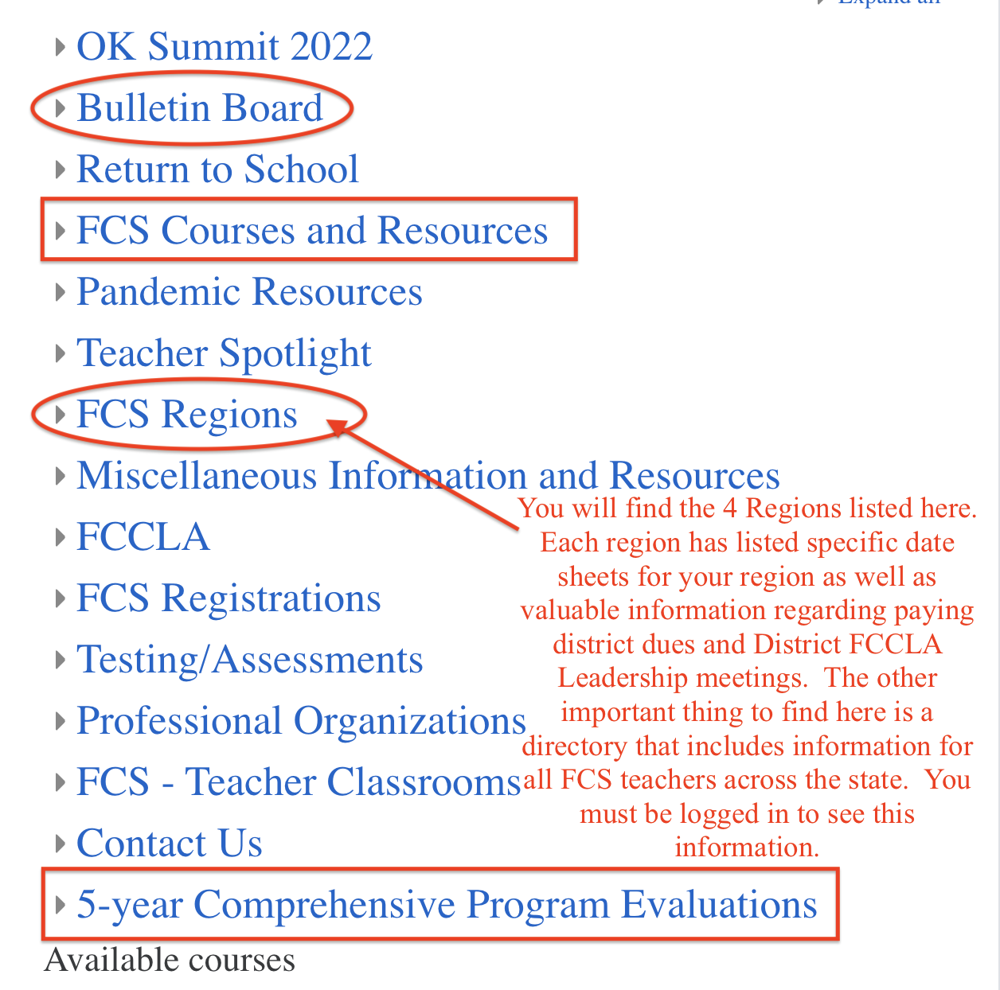 Expand all
OK Summit 2022
Bulletin Board
Return to School
FCS Courses and Resources
Pandemic Resources
Teacher Spotlight
FCS Regions
Miscellaneous Information and Resources
FCCLA
FCS Registrations
Testing/Assessments
Professional Organizations
FCS - Teacher Classrooms
Contact Us
5-year Comprehensive Program Evaluations
Available courses
You will find the 4 Regions listed here.
Each region has listed specific date
sheets for your region as well as
valuable information regarding paying
district dues and District FCCLA
Leadership meetings.  The other
important thing to find here is a
directory that includes information for
all FCS teachers across the state.  You
must be logged in to see this
information.